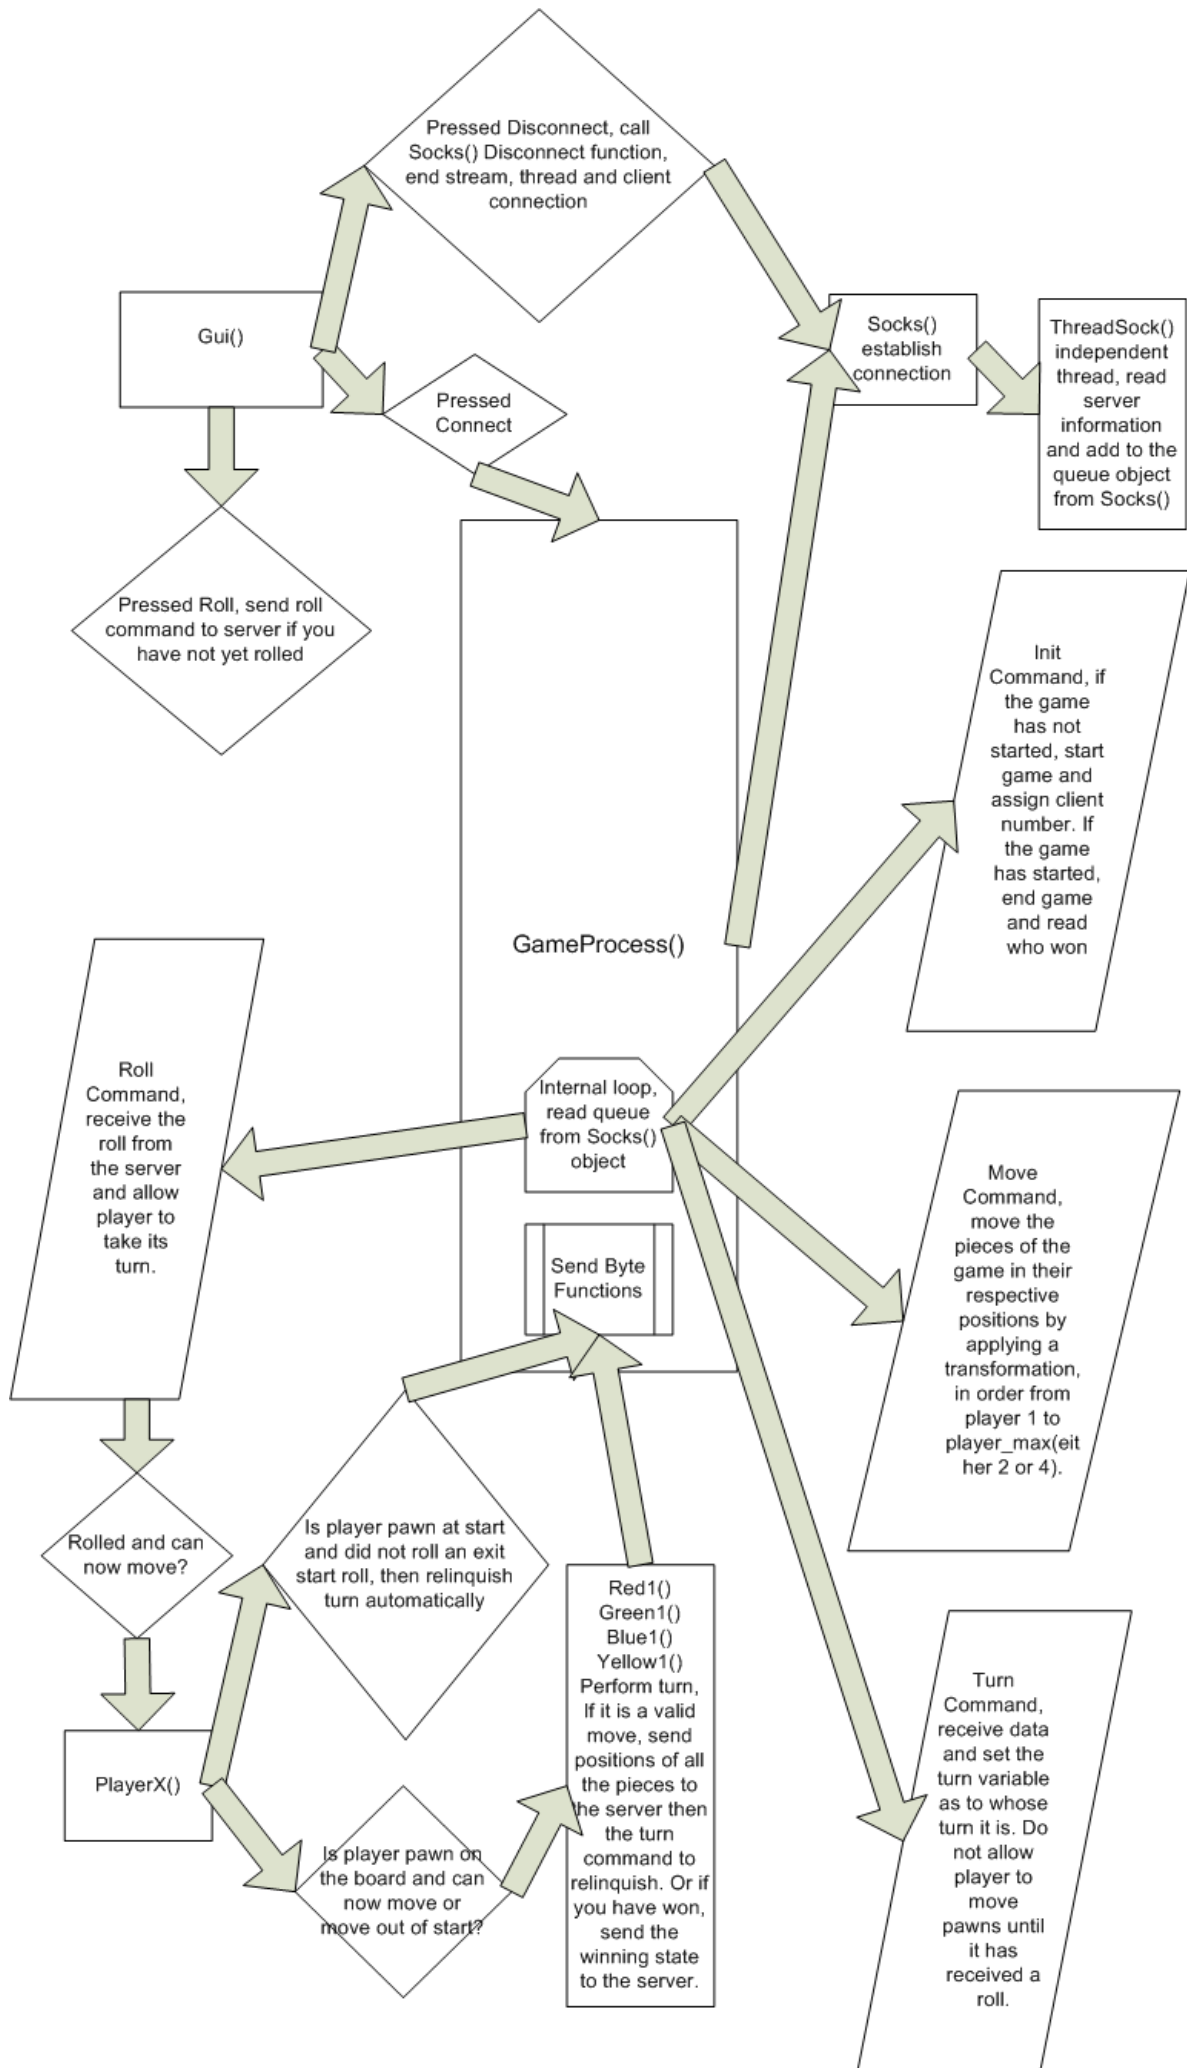 Pressed Disconnect, call
Socks() Disconnect function,
end stream, thread and client
connection
Gui()
Pressed
Connect
Socks()
establish
connection
ThreadSock()
independent
thread, read
server
information
and add to the
queue object
from Socks()
Pressed Roll, send roll
command to server if you
have not yet rolled
Init
Command, if
the game
has not
started, start
game and
assign client
number. If
the game
has started,
end game
and read
who won
GameProcess()
Internal loop,
read queue
from Socks()
object
Send Byte
Functions
Roll
Command,
receive the
roll from
the server
and allow
player to
take its
turn.
Move
Command,
move the
pieces of the
game in their
respective
positions by
applying a
transformation,
in order from
player 1 to
player_max(eit
her 2 or 4).
Rolled and can
now move?
Is player pawn at start
and did not roll an exit
start roll, then relinquish
turn automatically
PlayerX()
Is player pawn on
the board and can
now move or
move out of start?
Red1()
Green1()
Blue1()
Yellow1()
Perform turn,
If it is a valid
move, send
positions of all
the pieces to
the server then
the turn
command to
relinquish. Or if
you have won,
send the
winning state
to the server.
Turn
Command,
receive data
and set the
turn variable
as to whose
turn it is. Do
not allow
player to
move
pawns until
it has
received a
roll.